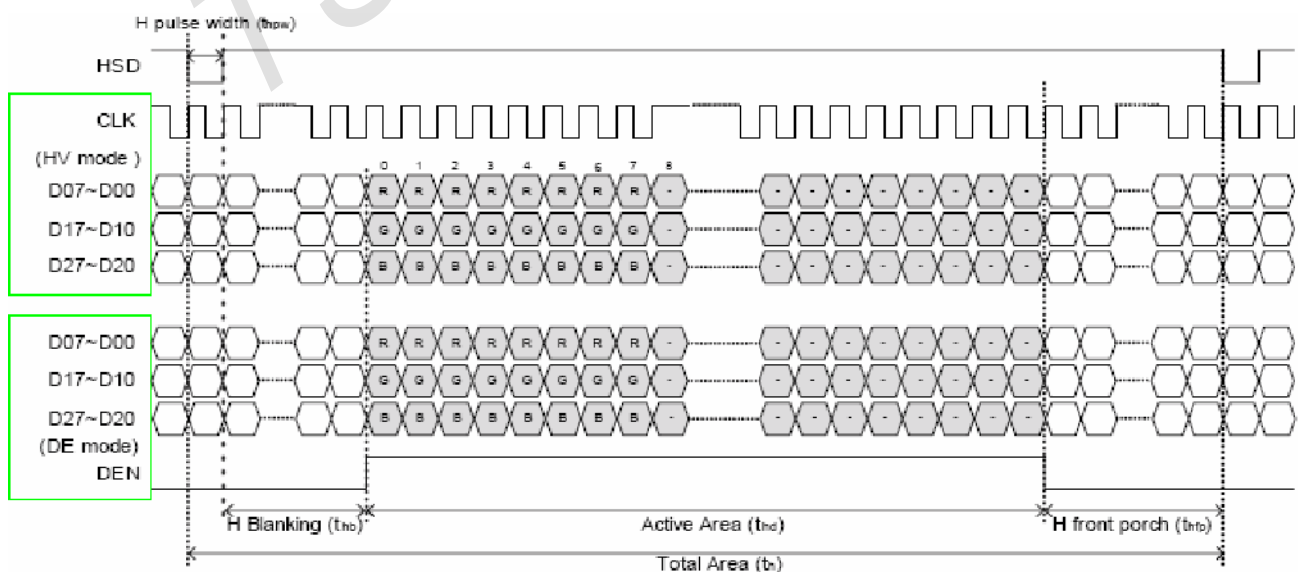 H pulse width (thpw)
HSD
CLK
(HV mode )
0 1 2 3 4 5 6 7 8
D07~D00 R R R R R R R R - - - - - - - - -
D17~D10 G G G G G G G G - - - - - - - - -
D27~D20 B B B B B B B B - - - - - - - - -
D07~D00 R R R R R R R R - - - - - - - - -
D17~D10 G G G G G G G G - - - - - - - - -
D27~D20 B B B B B B B B - - - - - - - - -
(DE mode)
DEN
H Blanking (thb) Active Area (thd) H front porch (thfp)
Total Area (th)